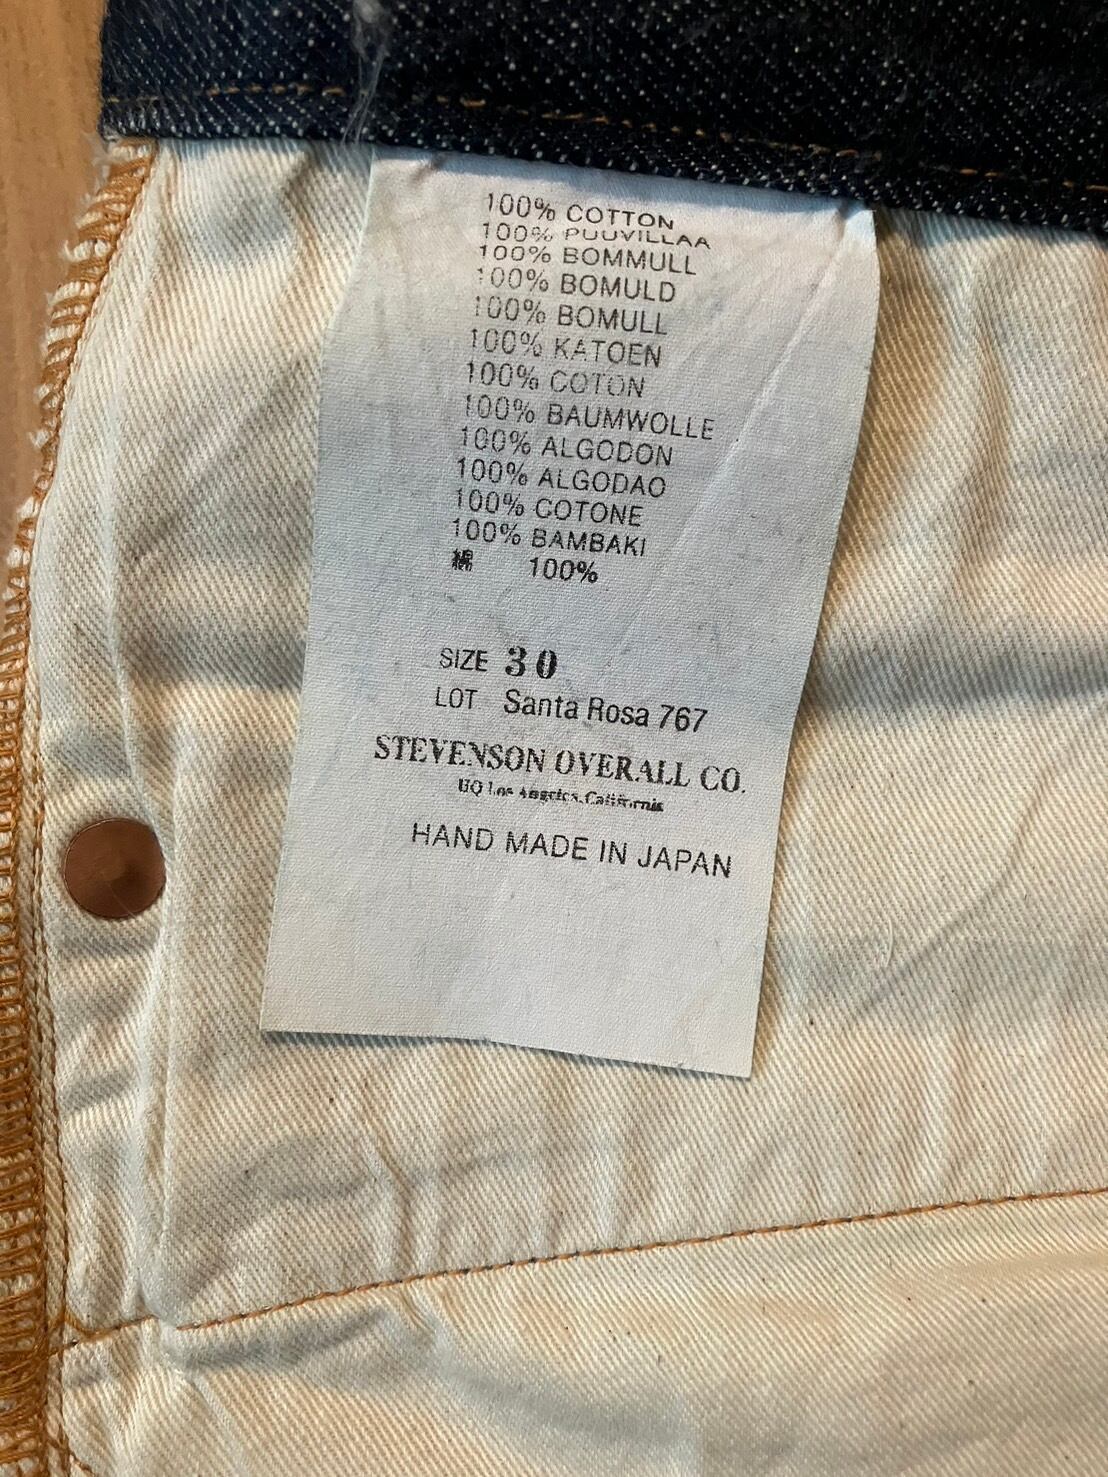 100% COTTON
100% PUUVILLAA
100% BOMMULL
100% BOMULD
100% BOMULL
100% KATOEN
100% COTON
100% BAUMWOLLE
100% ALGODON
100% ALGODAO
100% COTONE
100% BAMBAKI
綿 100%
SIZE 30
LOT Santa Rosa 767
STEVENSON OVERALL CO.
HQ Los Angeles, California
HAND MADE IN JAPAN